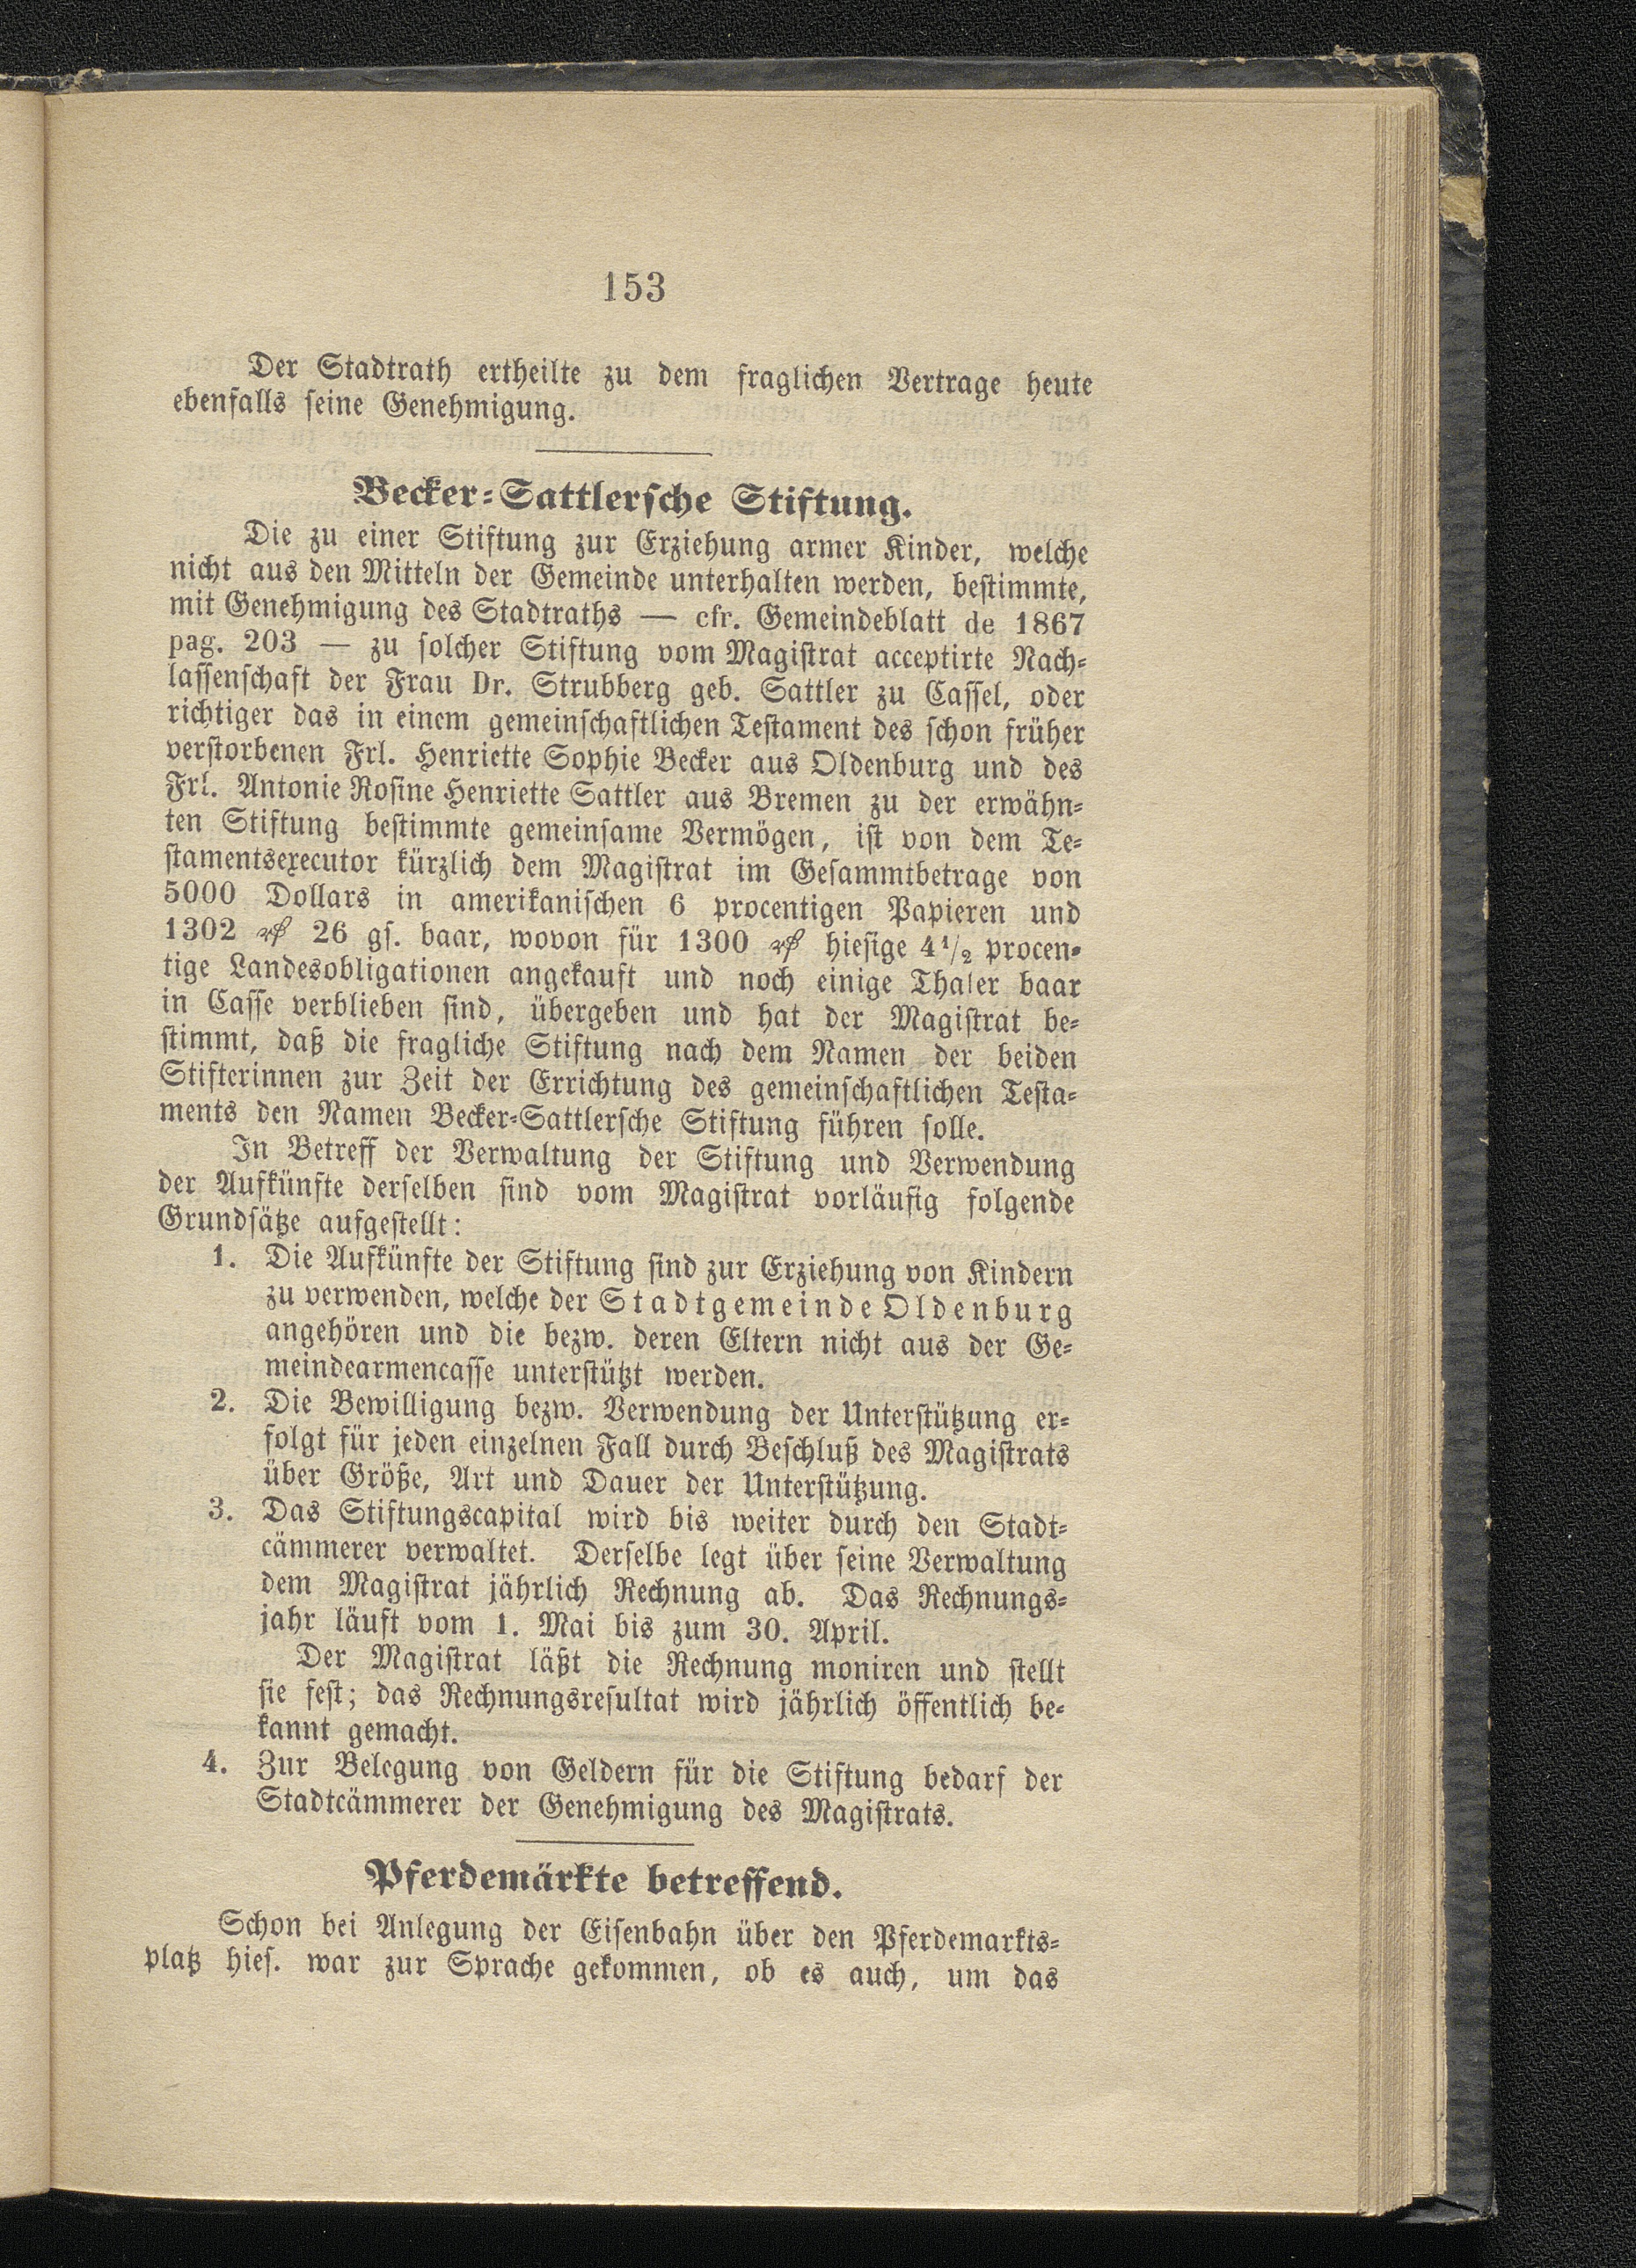 153
Der Stadtrath ertheilte zu dem fraglichen Vertrage heute
ebenfalls ſeine Genehmigung.
Becker-Sattlerſche Stiftung.
Die zu einer Stiftung zur Erziehung armer Kinder, welche
nicht aus den Mitteln der Gemeinde unterhalten werden, beſtimmte,
mit Genehmigung des Stadtraths — cfr. Gemeindeblatt de 1867
pag. 203 — zu ſolcher Stiftung vom Magiſtrat acceptirte Nach-
laſſenſchaft der Frau Dr. Strubberg geb. Sattler zu Caſſel, oder
richtiger das in einem gemeinſchaftlichen Teſtament des ſchon früher
verſtorbenen Frl. Henriette Sophie Becker aus Oldenburg und des
Frl. Antonie Roſine Henriette Sattler aus Bremen zu der erwähn-
ten Stiftung beſtimmte gemeinſame Vermögen, iſt von dem Te-
ſtamentsexecutor kürzlich dem Magiſtrat im Geſammtbetrage von
5000 Dollars in amerikaniſchen 6 procentigen Papieren und
1302 ₰ 26 gſ. baar, wovon für 1300 ₰ hieſige 4½ procen-
tige Landesobligationen angekauft und noch einige Thaler baar
in Caſſe verblieben ſind, übergeben und hat der Magiſtrat be-
ſtimmt, daß die fragliche Stiftung nach dem Namen der beiden
Stifterinnen zur Zeit der Errichtung des gemeinſchaftlichen Teſta-
ments den Namen Becker-Sattlerſche Stiftung führen ſolle.
In Betreff der Verwaltung der Stiftung und Verwendung
der Aufkünfte derſelben ſind vom Magiſtrat vorläufig folgende
Grundſätze aufgeſtellt:
1. Die Aufkünfte der Stiftung ſind zur Erziehung von Kindern
zu verwenden, welche der Stadtgemeinde Oldenburg
angehören und die bezw. deren Eltern nicht aus der Ge-
meindearmencaſſe unterſtützt werden.
2. Die Bewilligung bezw. Verwendung der Unterſtützung er-
folgt für jeden einzelnen Fall durch Beſchluß des Magiſtrats
über Größe, Art und Dauer der Unterſtützung.
3. Das Stiftungscapital wird bis weiter durch den Stadt-
cämmerer verwaltet. Derſelbe legt über ſeine Verwaltung
dem Magiſtrat jährlich Rechnung ab. Das Rechnungs-
jahr läuft vom 1. Mai bis zum 30. April.
Der Magiſtrat läßt die Rechnung moniren und ſtellt
ſie feſt; das Rechnungsreſultat wird jährlich öffentlich be-
kannt gemacht.
4. Zur Belegung von Geldern für die Stiftung bedarf der
Stadtcämmerer der Genehmigung des Magiſtrats.
Pferdemärkte betreffend.
Schon bei Anlegung der Eiſenbahn über den Pferdemarkts-
platz hieſ. war zur Sprache gekommen, ob es auch, um das